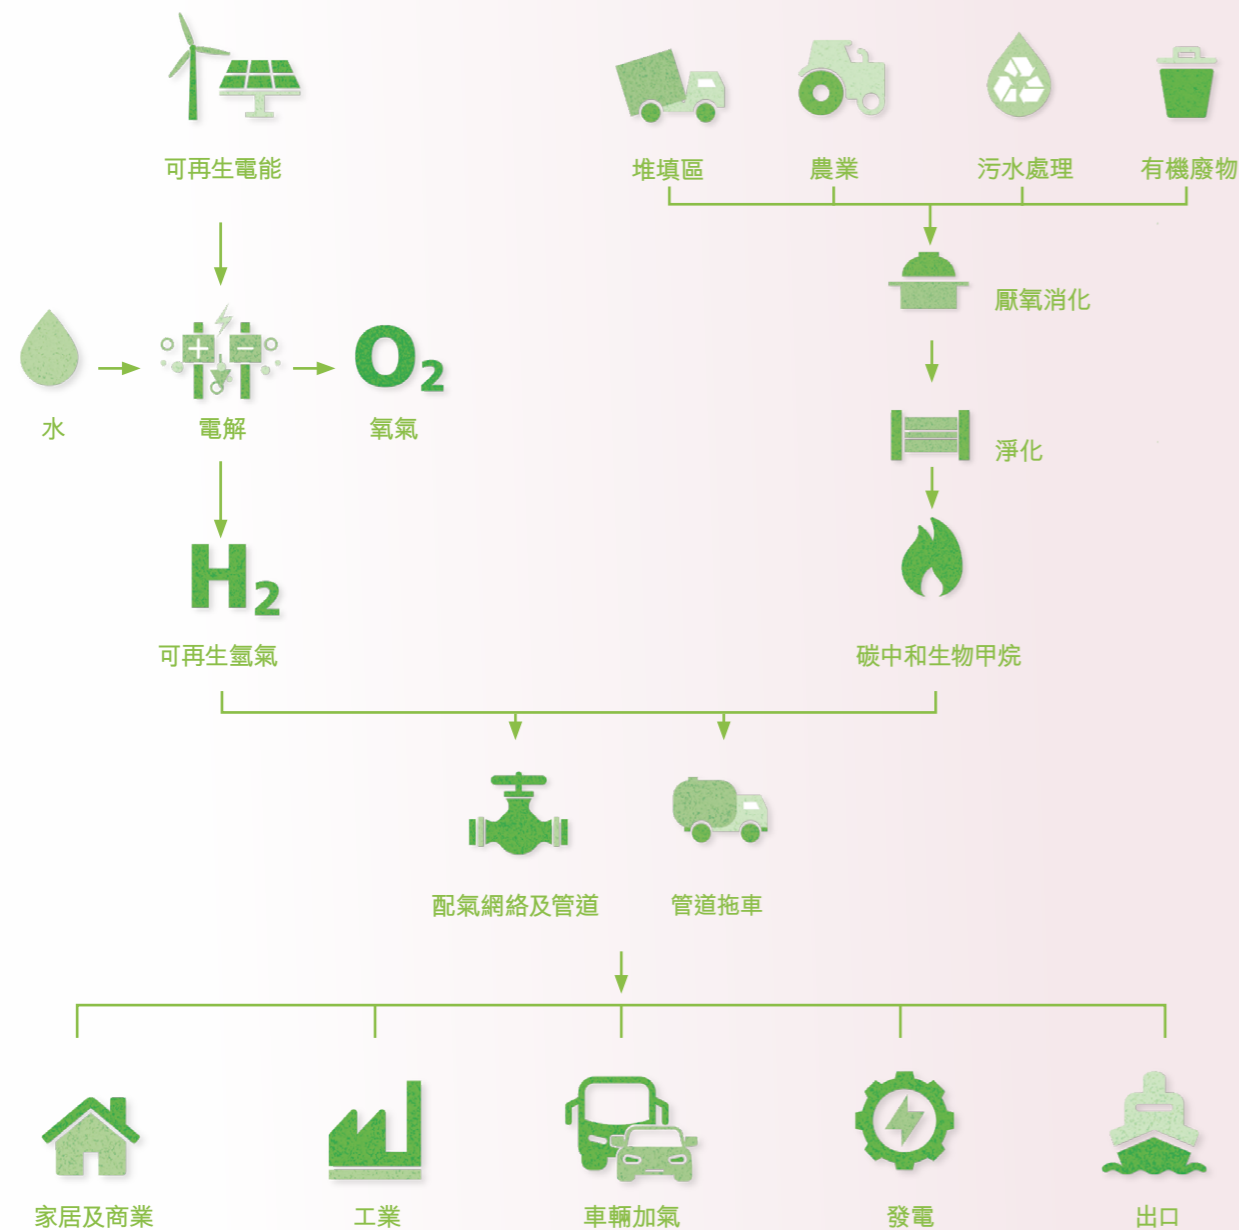 可再生電能
堆填區
農業
污水處理
有機廢物
厭氧消化
水
電解
O2
氧氣
淨化
H2
可再生氫氣
碳中和生物甲烷
配氣網絡及管道
管道拖車
家居及商業
工業
車輛加氣
發電
出口